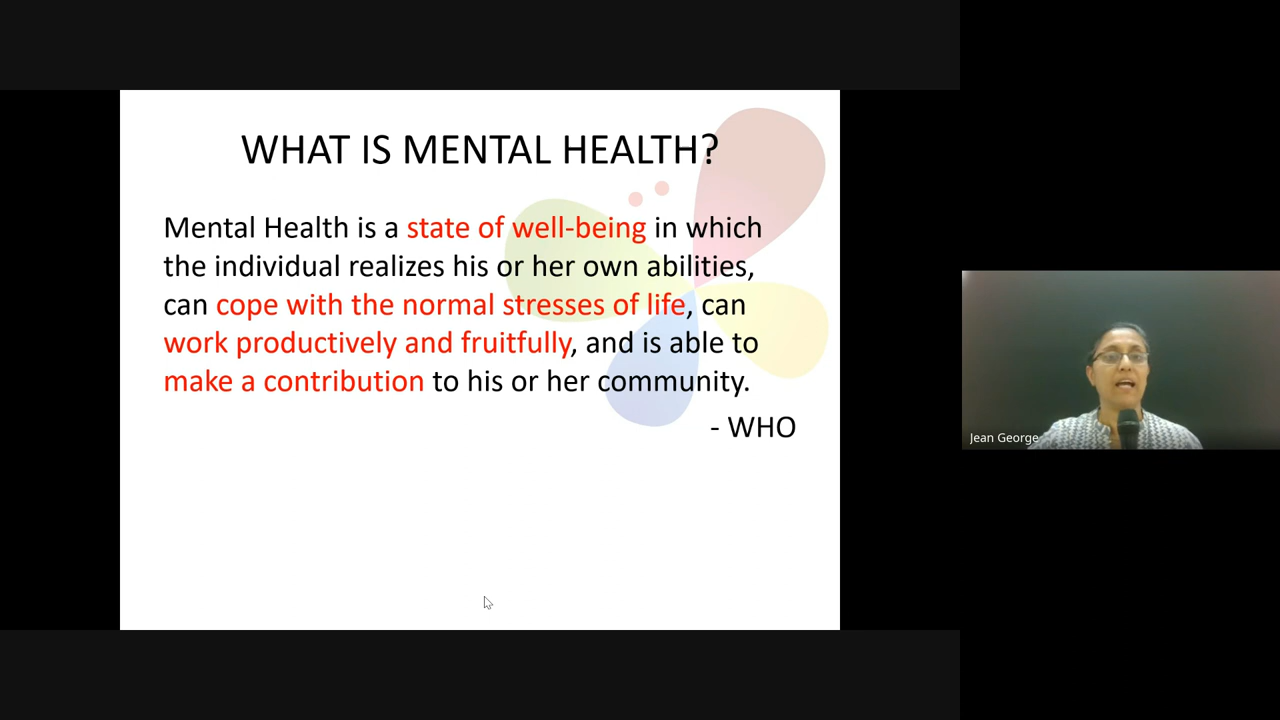 WHAT IS MENTAL HEALTH?
Mental Health is a state of well-being in which
the individual realizes his or her own abilities,
can cope with the normal stresses of life, can
work productively and fruitfully, and is able to
make a contribution to his or her community.
- WHO
Jean George